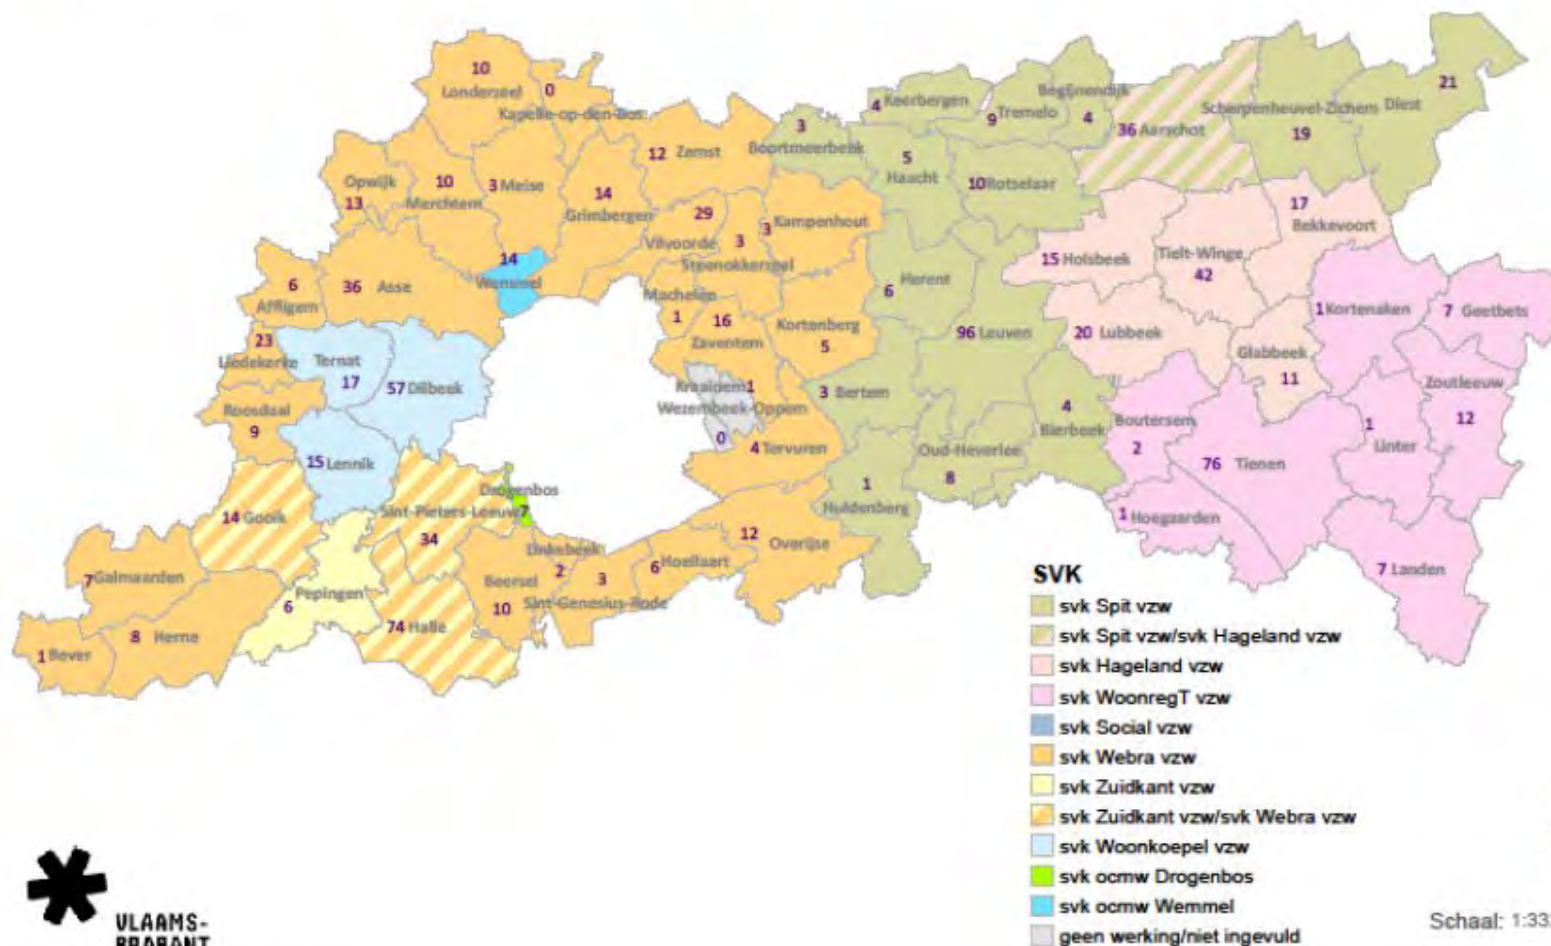 10
Londerzeel
0
Kapelle-op-den-Bos
12 Zemst
3
Boortmeerbeek
4 Keerbergen
9 Tremelo
Begijnendijk
4
36 Aarschot
Scherpenheuvel-Zichem
19
21
Diest
Opwijk
13
10
Merchtem
3 Meise
14
Grimbergen
29
Vilvoorde
3
Steenokkerzeel
3 Kampenhout
5
Haacht
10 Rotselaar
17
Bekkevoort
6
Affligem
36 Asse
14
Wemmel
Machelen
1
16
Zaventem
Kortenberg
5
Herent
6
96 Leuven
15 Holsbeek
Tielt-Winge
42
20 Lubbeek
Glabbeek
11
1 Kortenaken
7 Geetbets
Zoutleeuw
12
23
Liedekerke
Ternat
17
57 Dilbeek
Kraainem 1
Wezembeek-Oppem
0
4 Tervuren
3 Bertem
4
Bierbeek
Boutersem
2
76 Tienen
1
Linter
Roosdaal
9
15 Lennik
Oud-Heverlee
8
1
Huldenberg
1 Hoegaarden
7 Landen
14 Gooik
Drogenbos
7
Sint-Pieters-Leeuw
34
Linkebeek
2
Beersel
10
3
Sint-Genesius-Rode
6 Hoeilaart
12 Overijse
7 Galmaarden
Pepingen
6
74 Halle
8 Herne
1 Bever
SVK
svk Spit vzw
svk Spit vzw/svk Hageland vzw
svk Hageland vzw
svk WoonregT vzw
svk Social vzw
svk Webra vzw
svk Zuidkant vzw
svk Zuidkant vzw/svk Webra vzw
svk Woonkoepel vzw
svk ocmw Drogenbos
svk ocmw Wemmel
geen werking/niet ingevuld
VLAAMS-
BRABANT
Schaal: 1:33